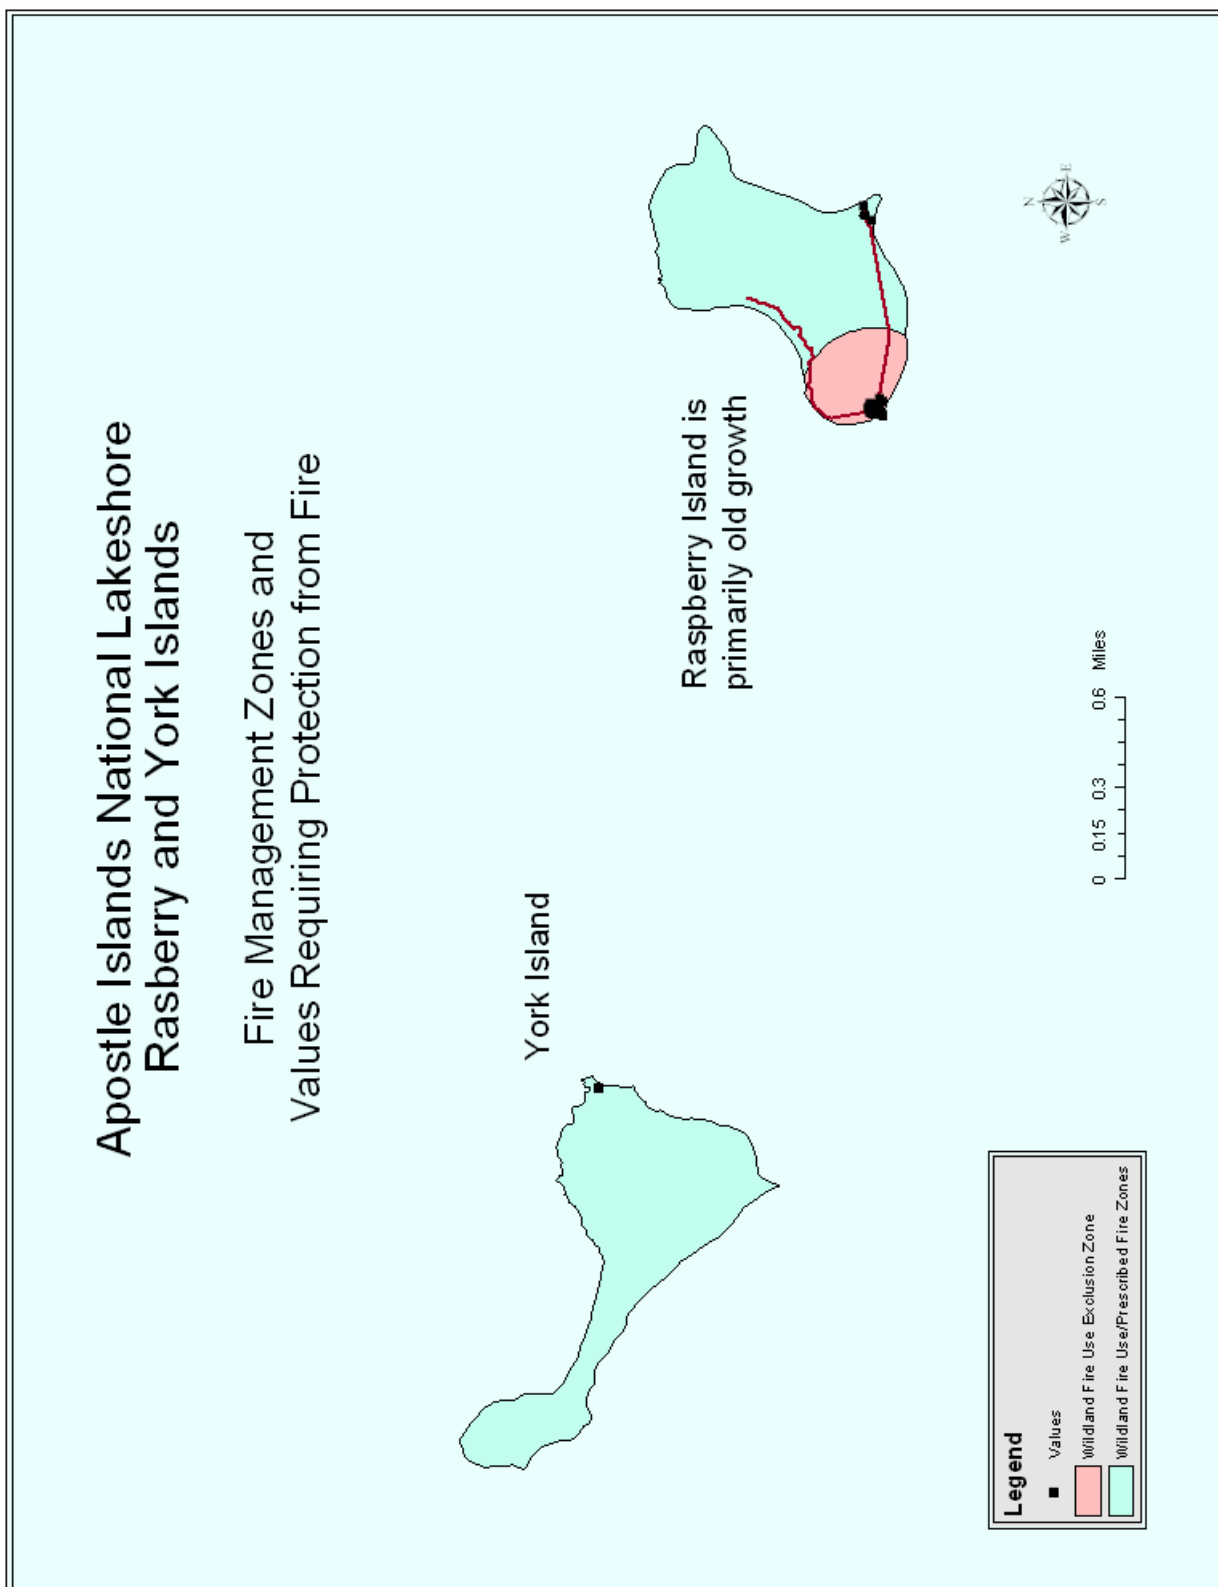 Apostle Islands National Lakeshore
Rasberry and York Islands
Fire Management Zones and
Values Requiring Protection from Fire
York Island
Raspberry Island is
primarily old growth
N
W
E
S
0 0.15 0.3 0.6 Miles
Legend
Values
Wildland Fire Use Exclusion Zone
Wildland Fire Use/Prescribed Fire Zones